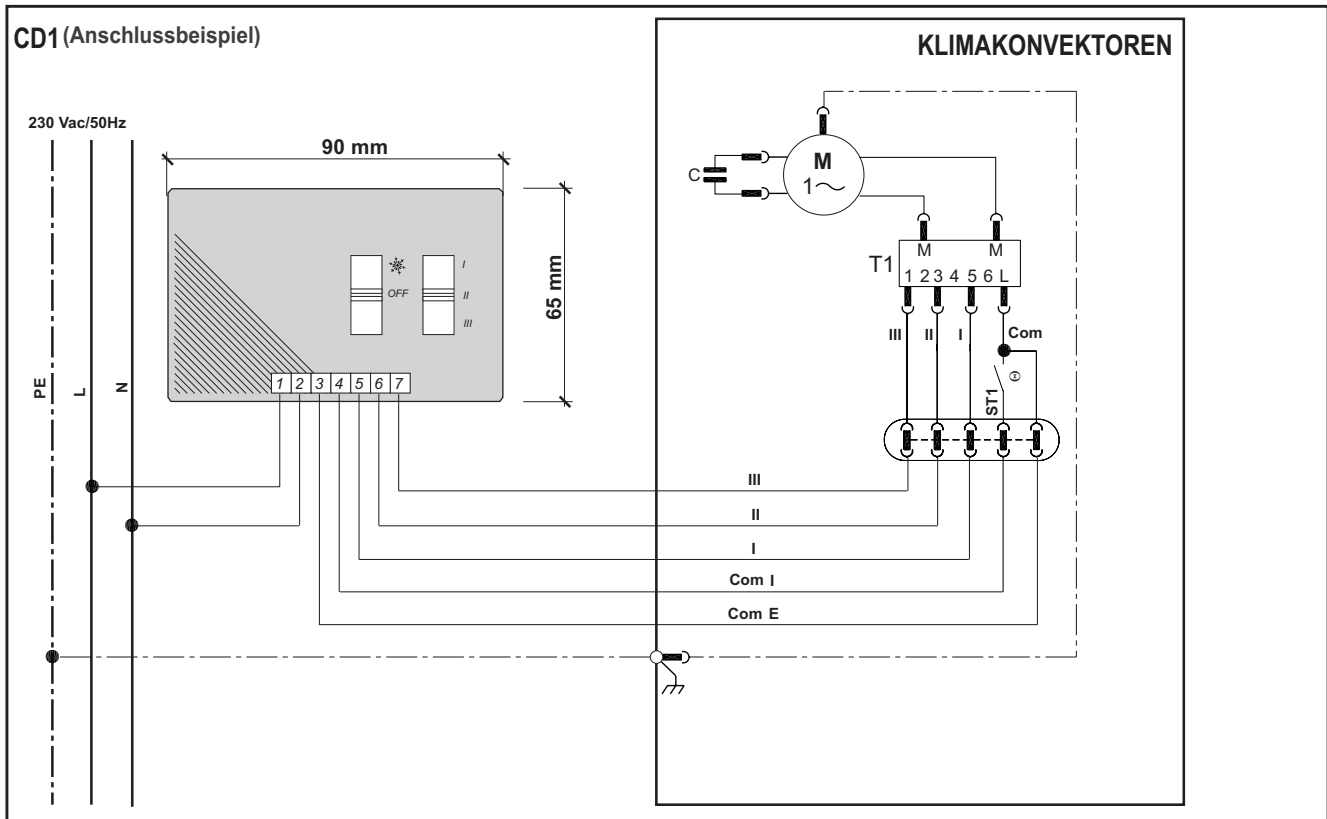 CD1 (Anschlussbeispiel)
KLIMAKONVEKTOREN
230 Vac/50Hz
90 mm
65 mm
OFF
I
II
III
1 2 3 4 5 6 7
PE
L
N
C
M
1
M M
T1
1 2 3 4 5 6 L
III II I Com
ST1
III
II
I
Com I
Com E